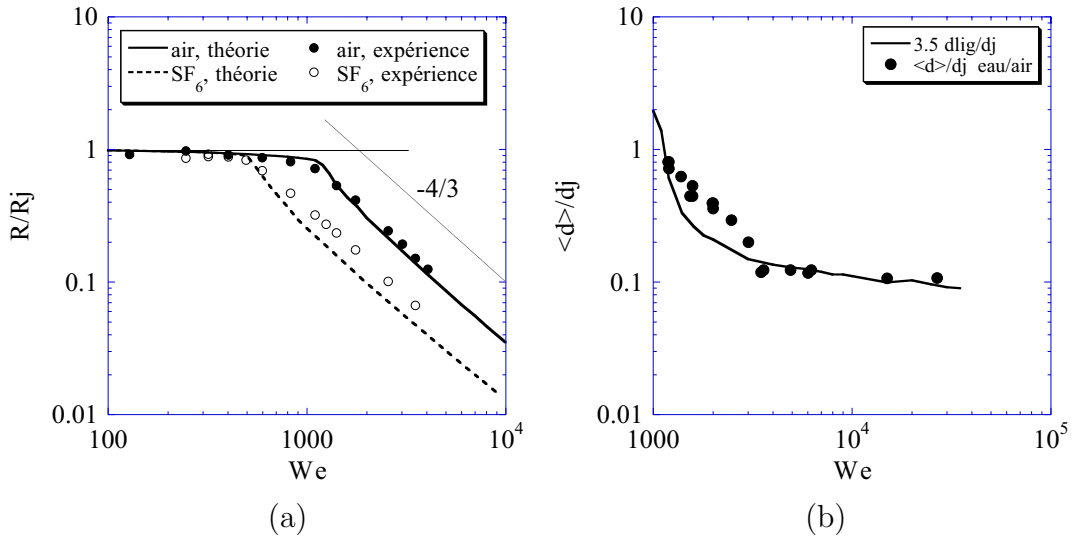 10
1
0.1
0.01
R/Rj
air, théorie
SF6, théorie
air, expérience
SF6, expérience
-4/3
100
1000
10^4
We
(a)
10
1
0.1
0.01
<d>/dj
3.5 dlig/dj
<d>/dj eau/air
1000
10^4
10^5
We
(b)